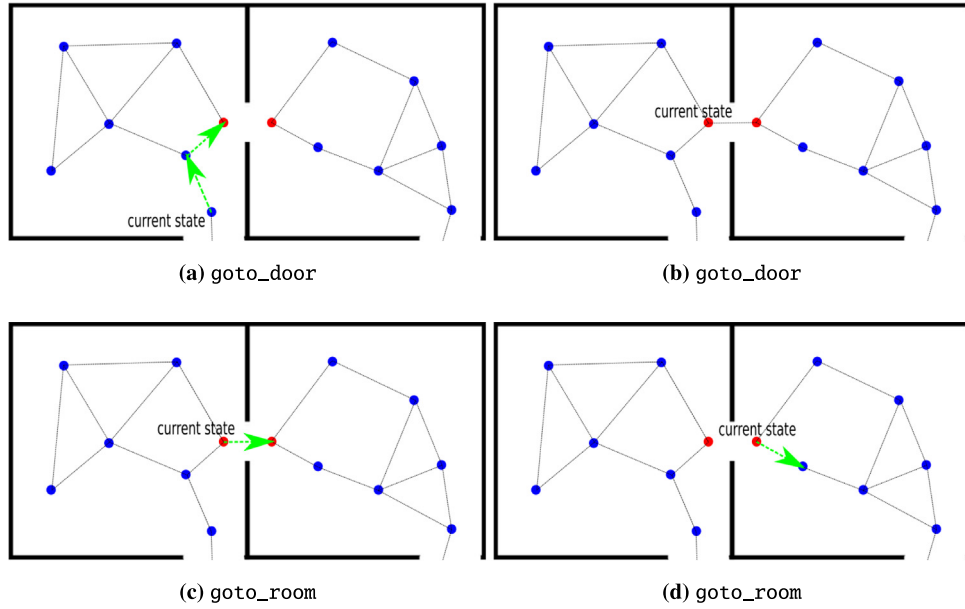 current state
current state
(a) goto_door
(b) goto_door
current state
current state
(c) goto_room
(d) goto_room